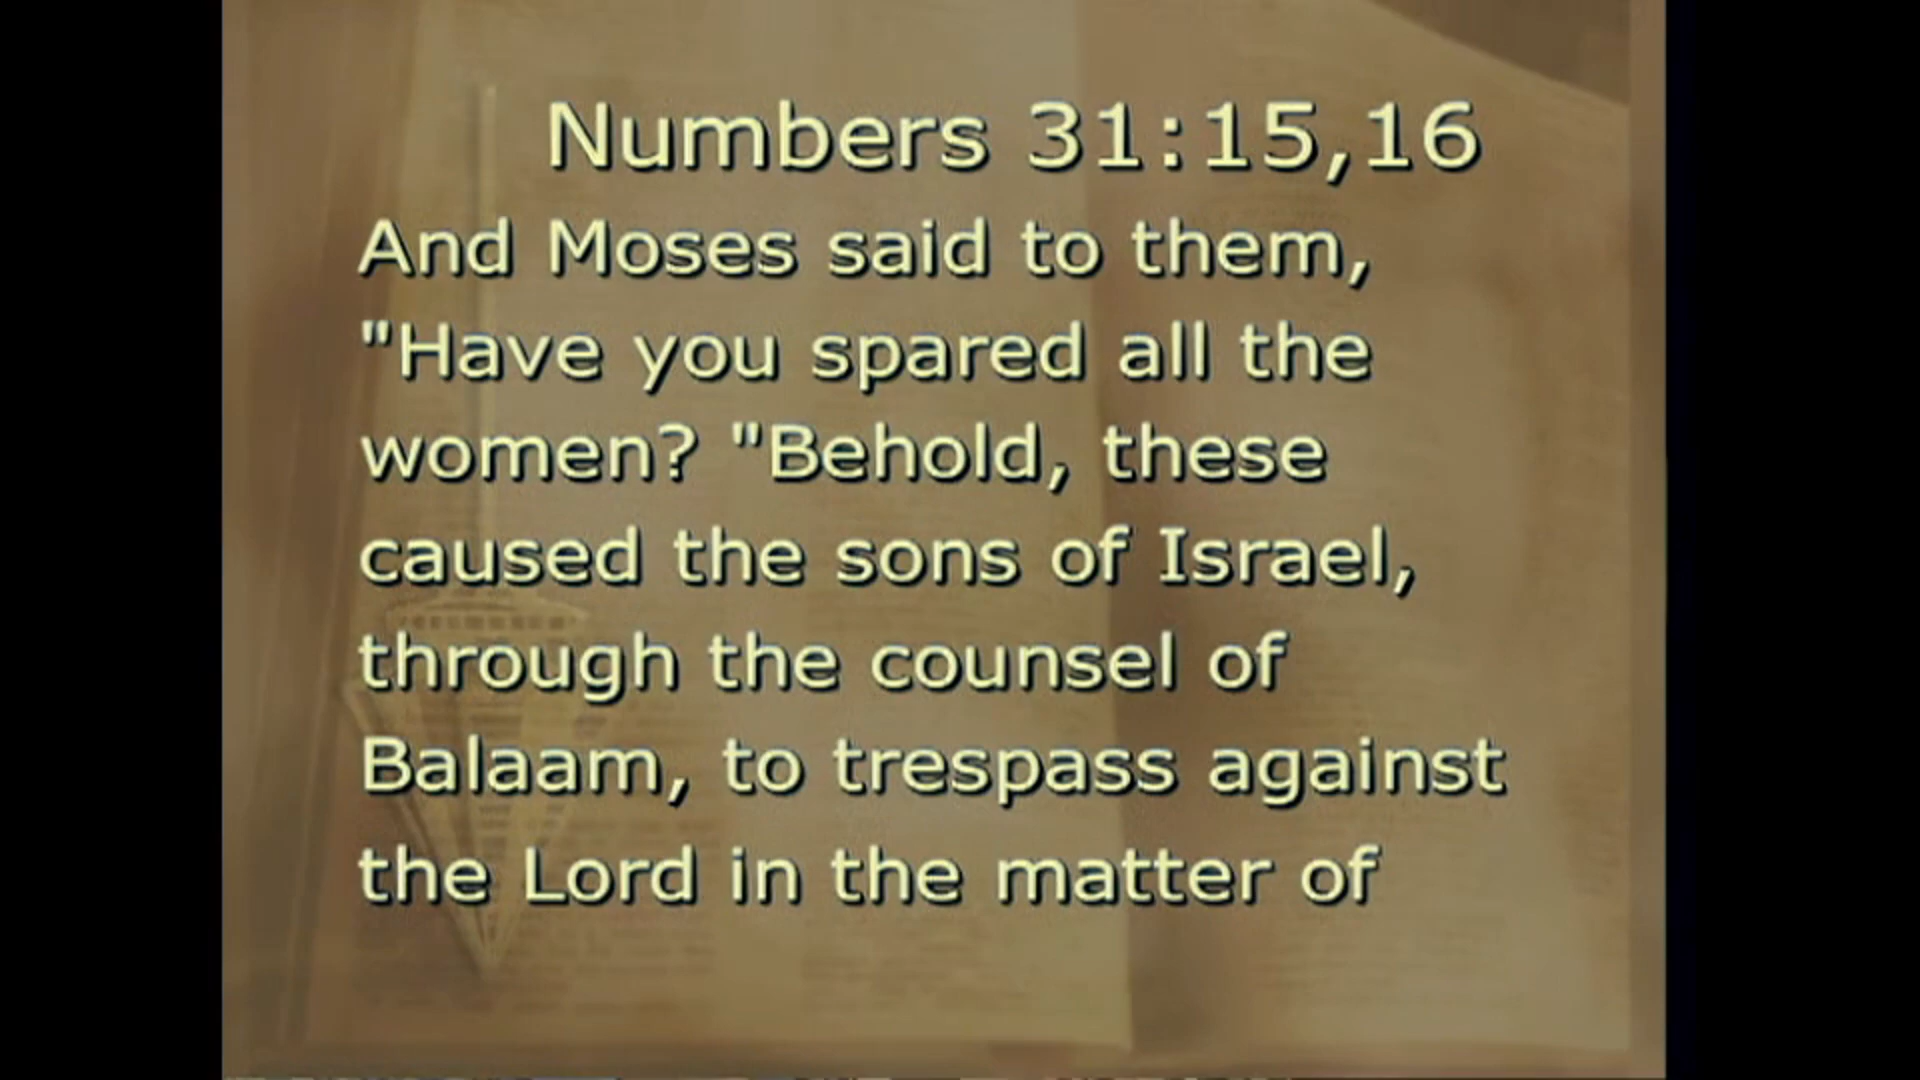 Numbers 31:15,16
And Moses said to them,
"Have you spared all the
women? "Behold, these
caused the sons of Israel,
through the counsel of
Balaam, to trespass against
the Lord in the matter of